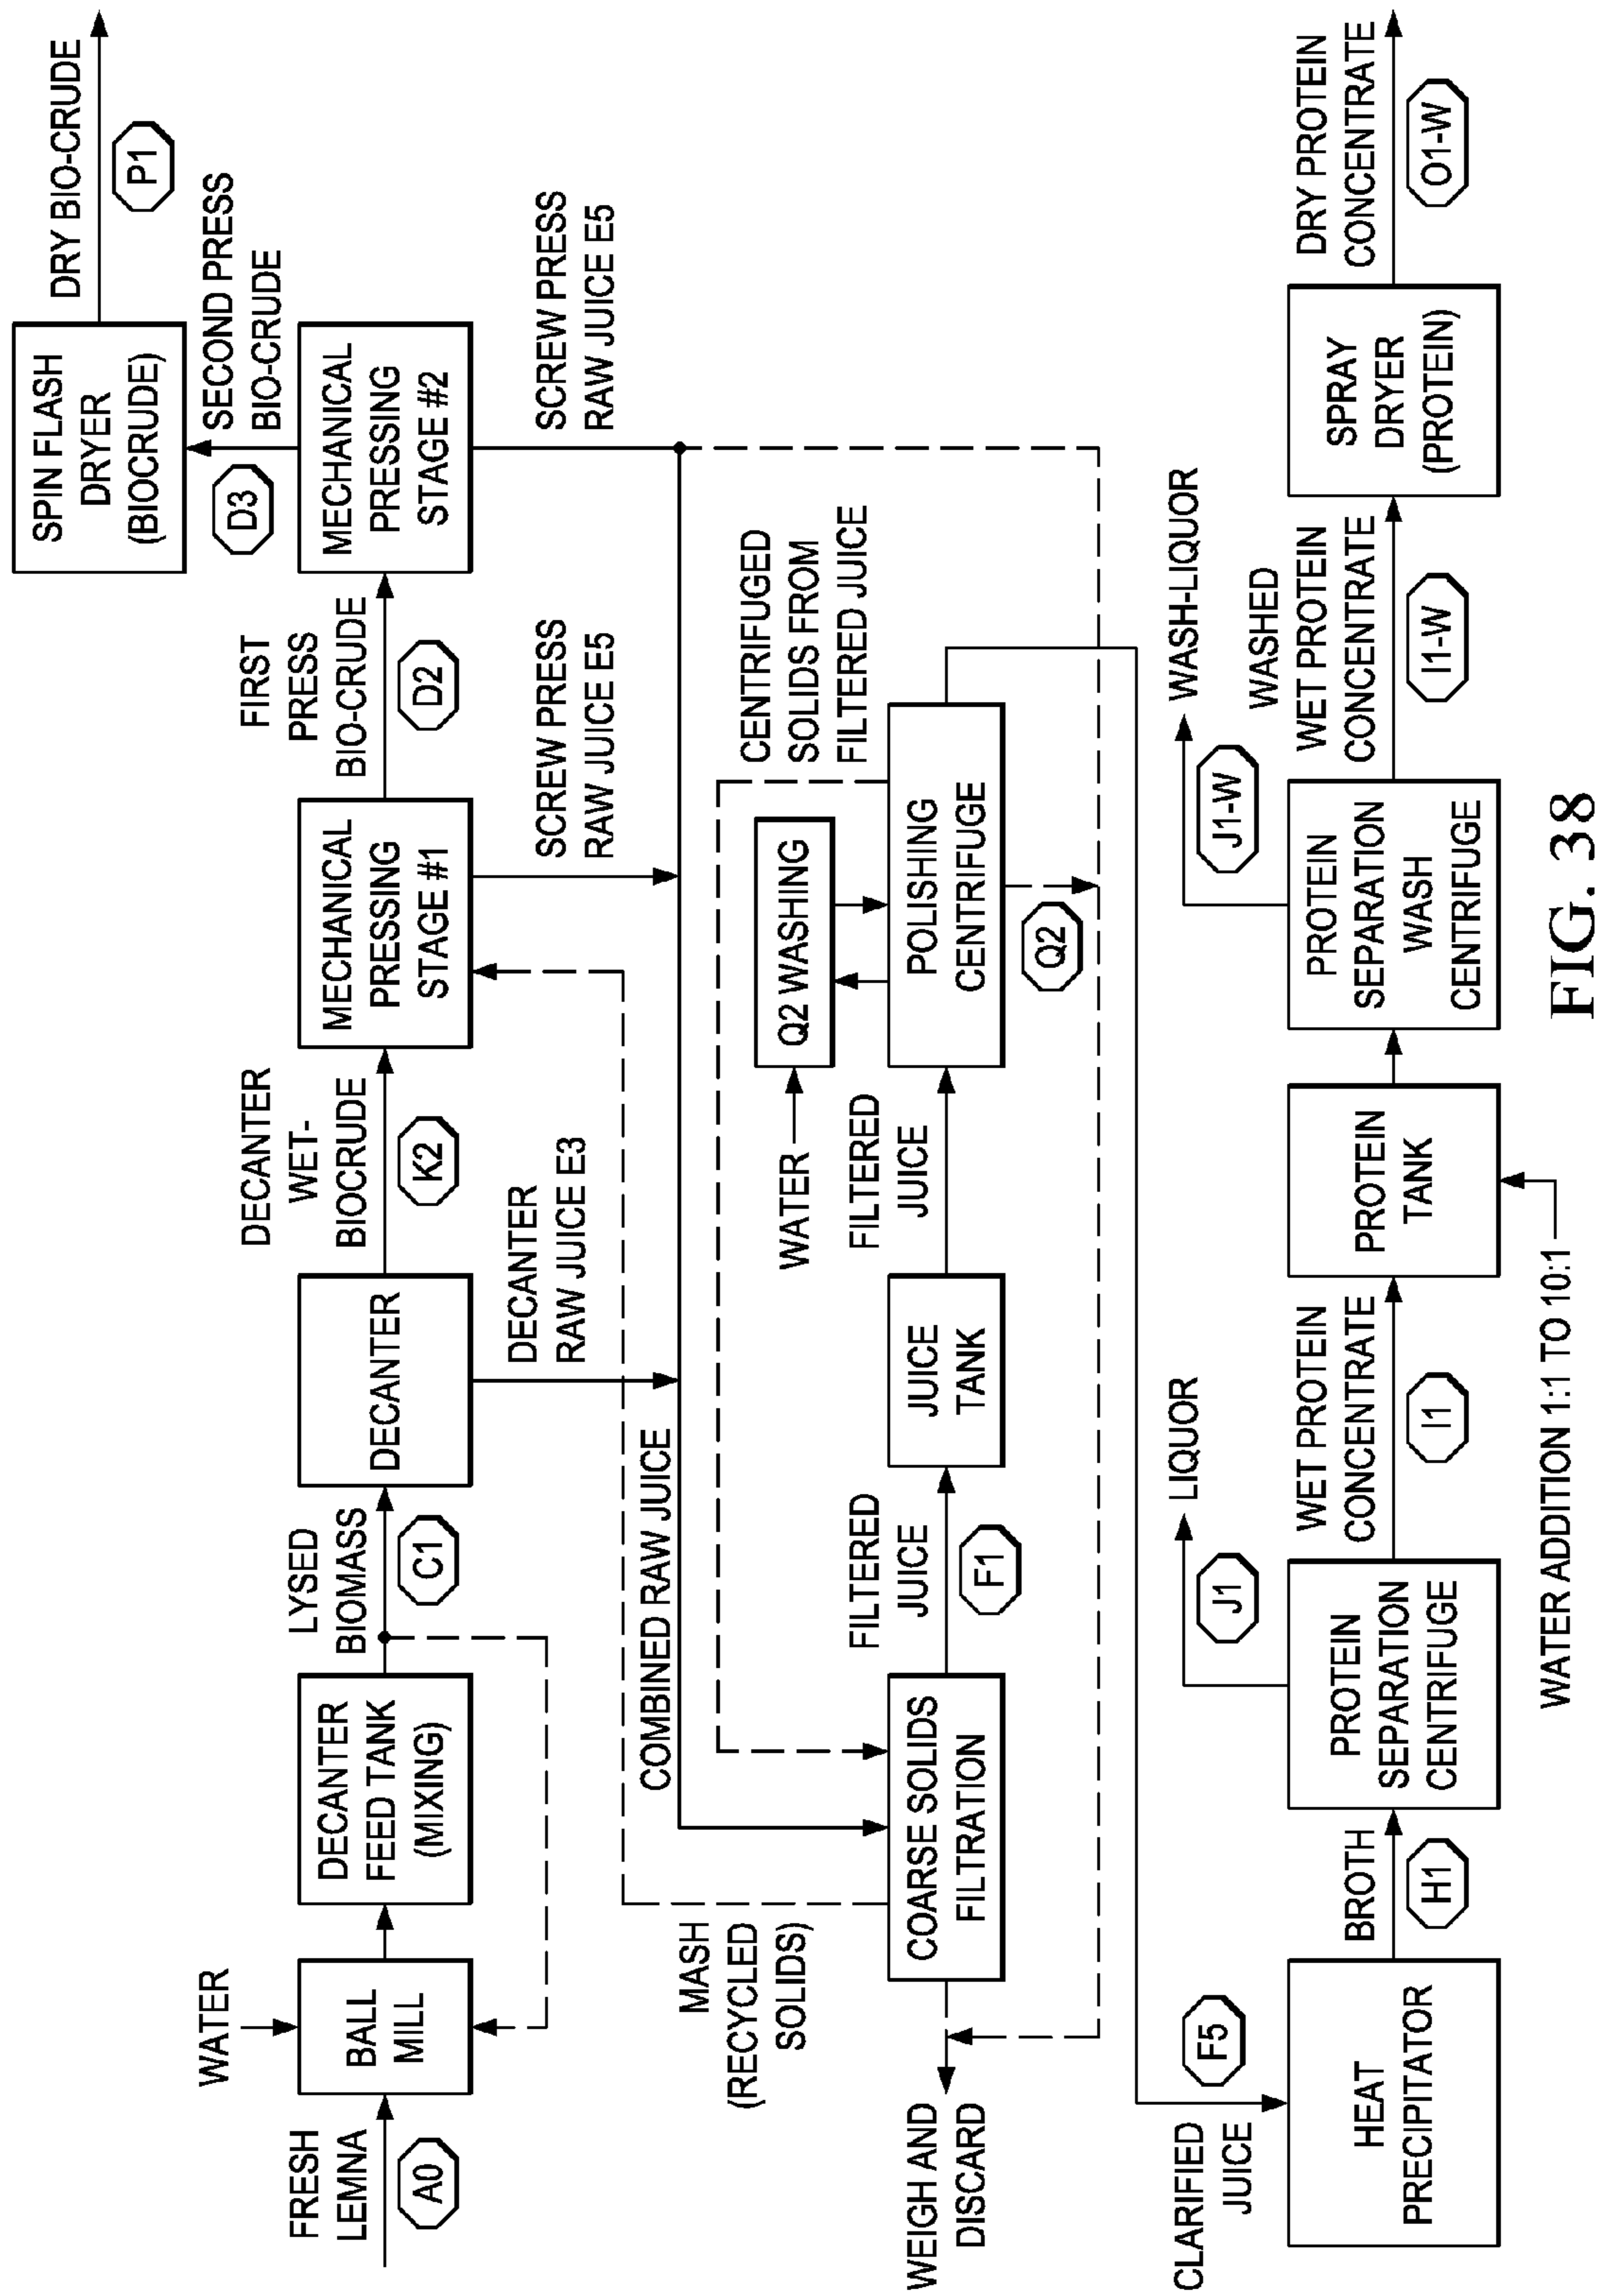 FRESH
LEMNA
A0
WATER
BALL
MILL
DECANTER
FEED TANK
(MIXING)
LYSED
BIOMASS
C1
DECANTER
DECANTER
WET-
BIOCRUDE
K2
DECANTER
RAW JUICE E3
MECHANICAL
PRESSING
STAGE #1
FIRST
PRESS
BIO-CRUDE
D2
SCREW PRESS
RAW JUICE E5
MECHANICAL
PRESSING
STAGE #2
SCREW PRESS
RAW JUICE E5
SECOND PRESS
BIO-CRUDE
D3
SPIN FLASH
DRYER
(BIOCRUDE)
DRY BIO-CRUDE
P1
COMBINED RAW JUICE
MASH
(RECYCLED
SOLIDS)
WEIGH AND
DISCARD
COARSE SOLIDS
FILTRATION
FILTERED
JUICE
F1
JUICE
TANK
FILTERED
JUICE
WATER
Q2 WASHING
POLISHING
CENTRIFUGE
Q2
CENTRIFUGED
SOLIDS FROM
FILTERED JUICE
CLARIFIED
JUICE
F5
HEAT
PRECIPITATOR
BROTH
H1
PROTEIN
SEPARATION
CENTRIFUGE
J1
LIQUOR
WET PROTEIN
CONCENTRATE
I1
WATER ADDITION 1:1 TO 10:1
PROTEIN
TANK
PROTEIN
SEPARATION
WASH
CENTRIFUGE
J1-W
WASH-LIQUOR
WASHED
WET PROTEIN
CONCENTRATE
I1-W
SPRAY
DRYER
(PROTEIN)
DRY PROTEIN
CONCENTRATE
O1-W
FIG. 38